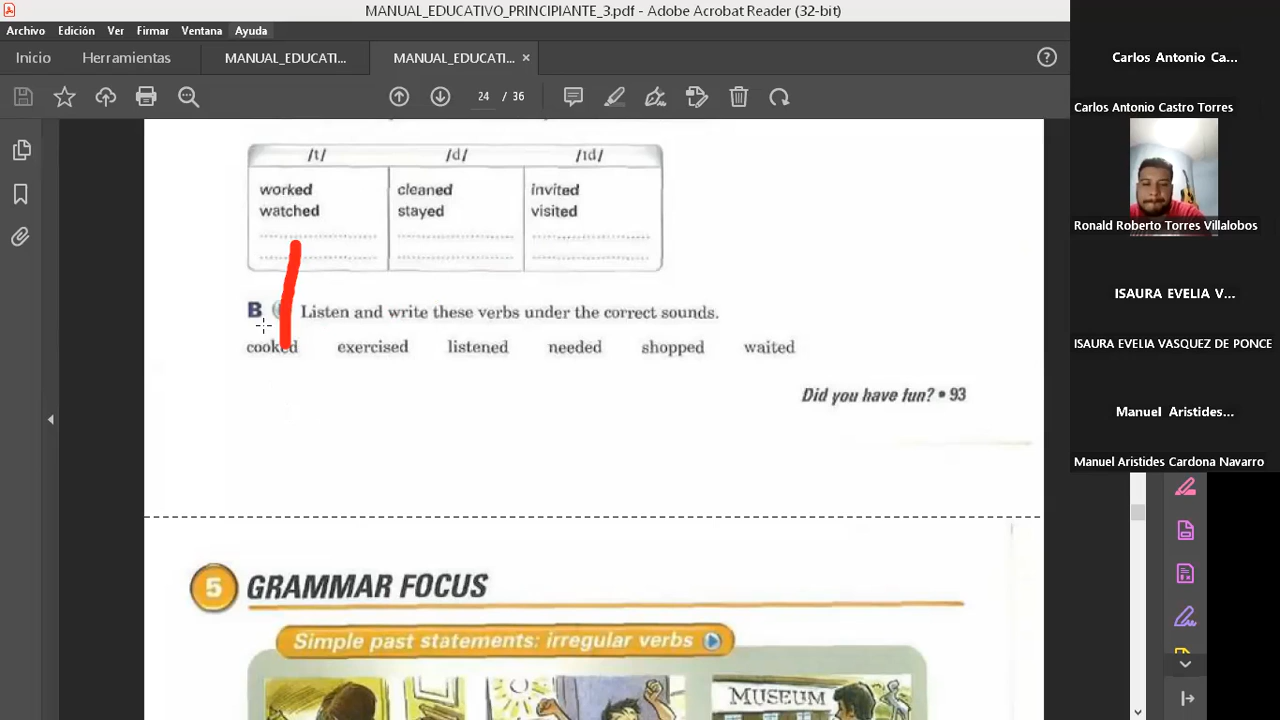 MANUAL_EDUCATIVO_PRINCIPIANTE_3.pdf - Adobe Acrobat Reader (32-bit)
Archivo Edición Ver Firmar Ventana Ayuda
Inicio Herramientas MANUAL_EDUCATI... MANUAL_EDUCATI... ×
24 / 36
/t/ /d/ /ɪd/
worked cleaned invited
watched stayed visited
B Listen and write these verbs under the correct sounds.
cooked exercised listened needed shopped waited
Did you have fun? • 93
5 GRAMMAR FOCUS
Simple past statements: irregular verbs
MUSEUM
Carlos Antonio Ca...
Carlos Antonio Castro Torres
Ronald Roberto Torres Villalobos
ISAURA EVELIA V...
ISAURA EVELIA VASQUEZ DE PONCE
Manuel Aristides...
Manuel Aristides Cardona Navarro